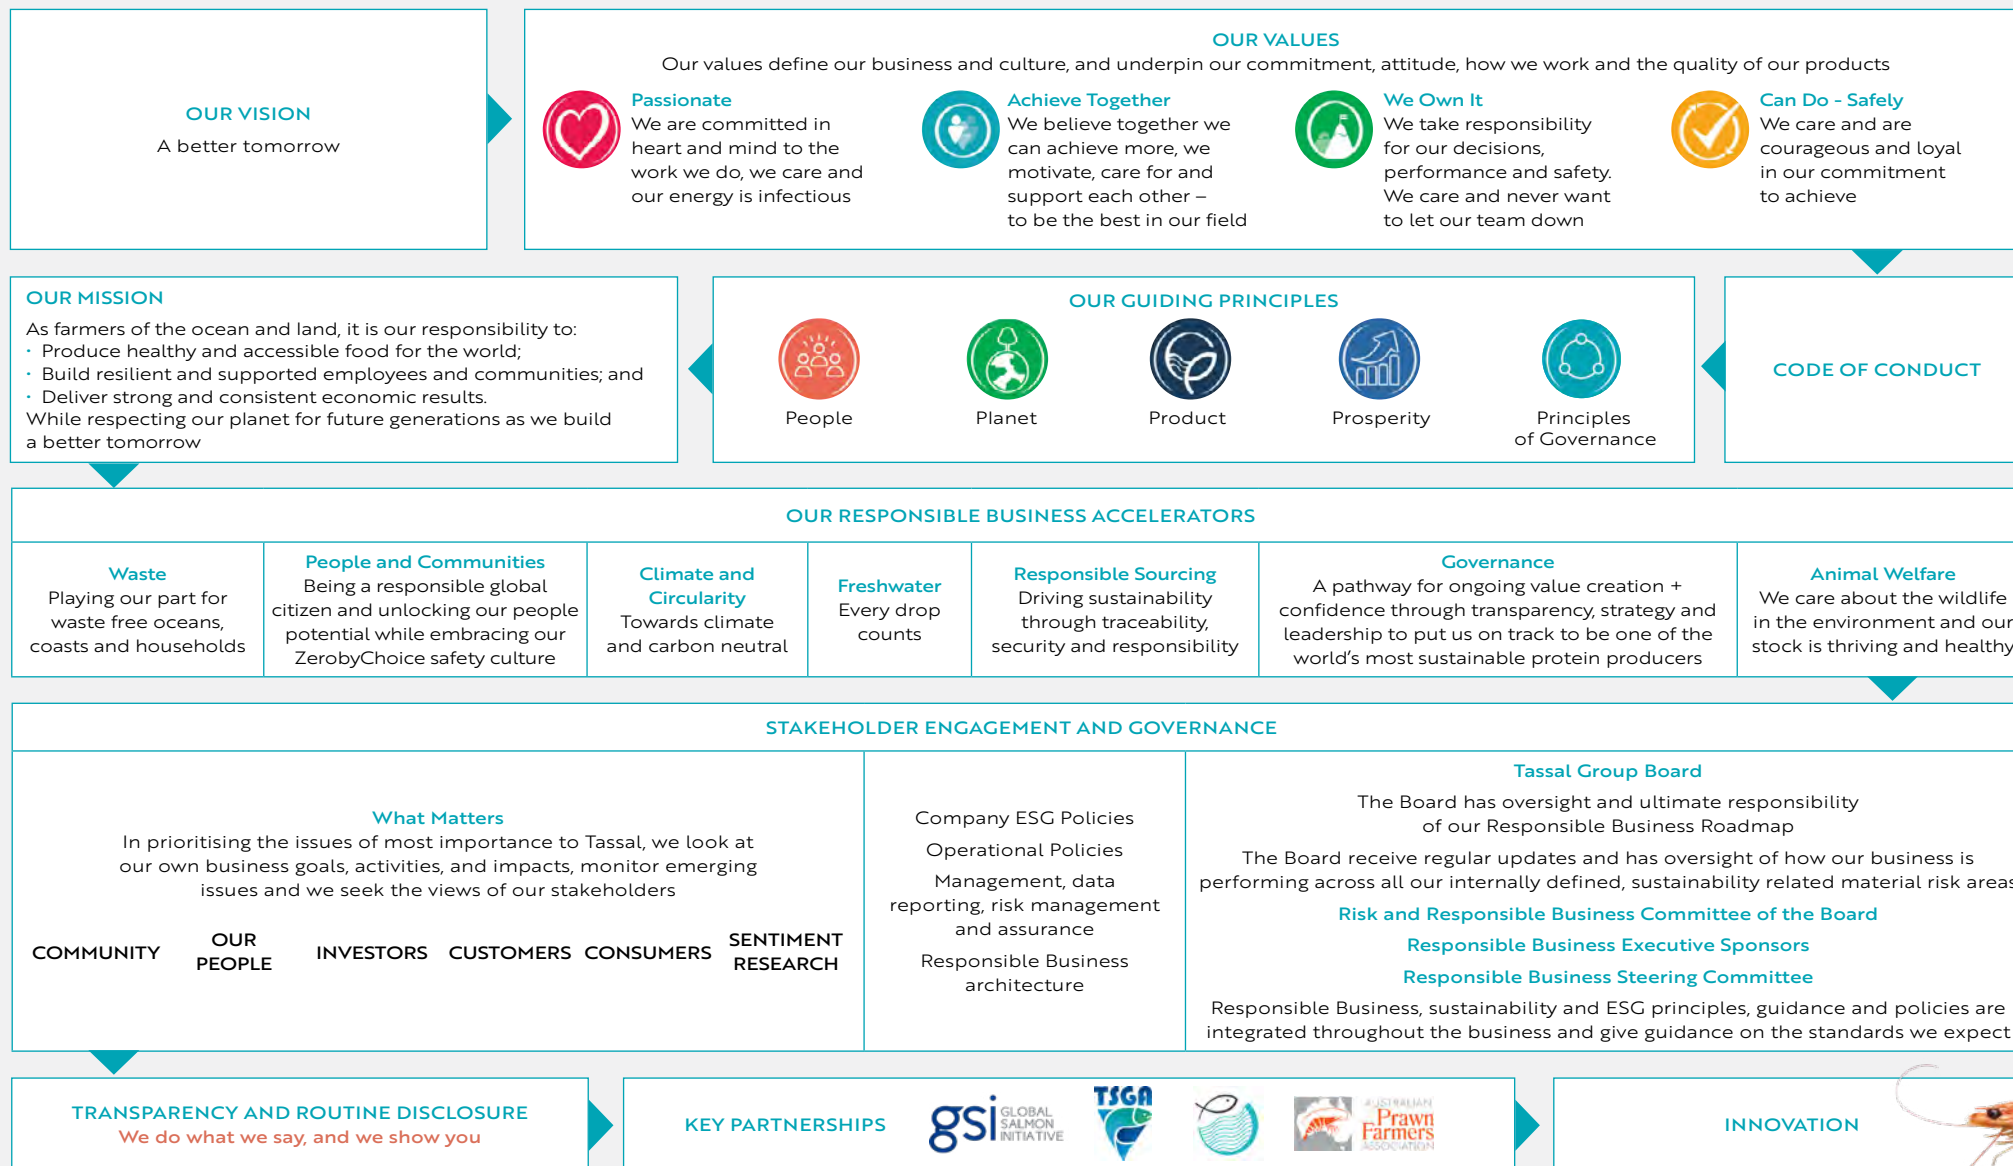 OUR VISION
A better tomorrow
OUR VALUES
Our values define our business and culture, and underpin our commitment, attitude, how we work and the quality of our products
Passionate
We are committed in
heart and mind to the
work we do, we care and
our energy is infectious
Achieve Together
We believe together we
can achieve more, we
motivate, care for and
support each other –
to be the best in our field
We Own It
We take responsibility
for our decisions,
performance and safety.
We care and never want
to let our team down
Can Do - Safely
We care and are
courageous and loyal
in our commitment
to achieve
OUR MISSION
As farmers of the ocean and land, it is our responsibility to:
· Produce healthy and accessible food for the world;
· Build resilient and supported employees and communities; and
· Deliver strong and consistent economic results.
While respecting our planet for future generations as we build
a better tomorrow
OUR GUIDING PRINCIPLES
People
Planet
Product
Prosperity
Principles
of Governance
CODE OF CONDUCT
OUR RESPONSIBLE BUSINESS ACCELERATORS
Waste
Playing our part for
waste free oceans,
coasts and households
People and Communities
Being a responsible global
citizen and unlocking our people
potential while embracing our
ZerobyChoice safety culture
Climate and
Circularity
Towards climate
and carbon neutral
Freshwater
Every drop
counts
Responsible Sourcing
Driving sustainability
through traceability,
security and responsibility
Governance
A pathway for ongoing value creation +
confidence through transparency, strategy and
leadership to put us on track to be one of the
world's most sustainable protein producers
Animal Welfare
We care about the wildlife
in the environment and our
stock is thriving and healthy
STAKEHOLDER ENGAGEMENT AND GOVERNANCE
What Matters
In prioritising the issues of most importance to Tassal, we look at
our own business goals, activities, and impacts, monitor emerging
issues and we seek the views of our stakeholders
COMMUNITY
OUR
PEOPLE
INVESTORS
CUSTOMERS
CONSUMERS
SENTIMENT
RESEARCH
Company ESG Policies
Operational Policies
Management, data
reporting, risk management
and assurance
Responsible Business
architecture
Tassal Group Board
The Board has oversight and ultimate responsibility
of our Responsible Business Roadmap
The Board receive regular updates and has oversight of how our business is
performing across all our internally defined, sustainability related material risk areas
Risk and Responsible Business Committee of the Board
Responsible Business Executive Sponsors
Responsible Business Steering Committee
Responsible Business, sustainability and ESG principles, guidance and policies are
integrated throughout the business and give guidance on the standards we expect
TRANSPARENCY AND ROUTINE DISCLOSURE
We do what we say, and we show you
KEY PARTNERSHIPS
gsi
GLOBAL
SALMON
INITIATIVE
TSGA
AUSTRALIAN
Prawn
Farmers
ASSOCIATION
INNOVATION